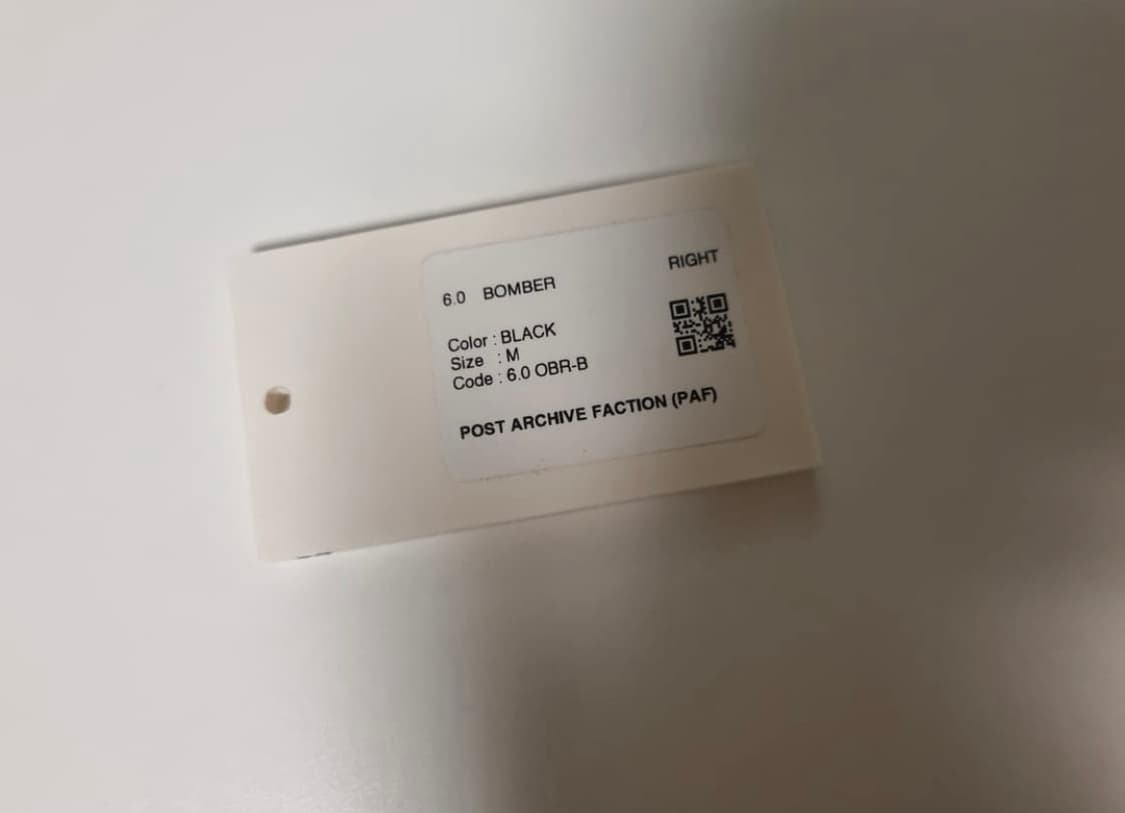 6.0 BOMBER
RIGHT
Color : BLACK
Size : M
Code : 6.0 OBR-B
POST ARCHIVE FACTION (PAF)